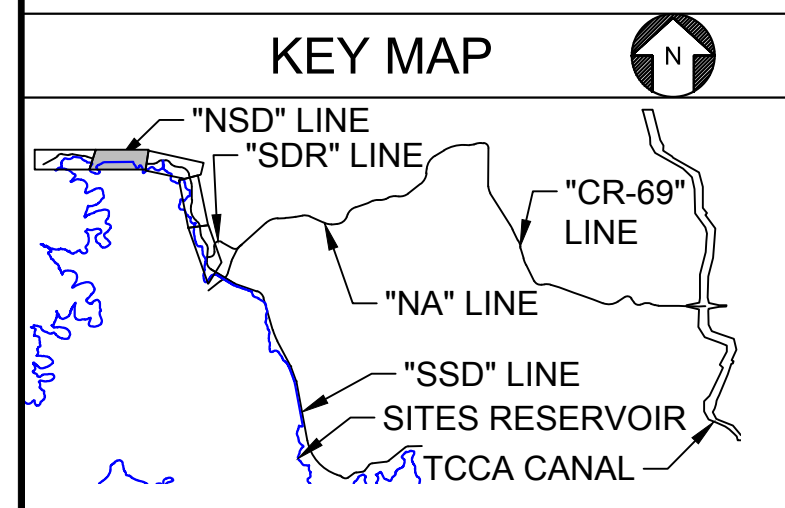 KEY MAP
N
"NSD" LINE
"SDR" LINE
"CR-69"
LINE
"NA" LINE
"SSD" LINE
SITES RESERVOIR
TCCA CANAL